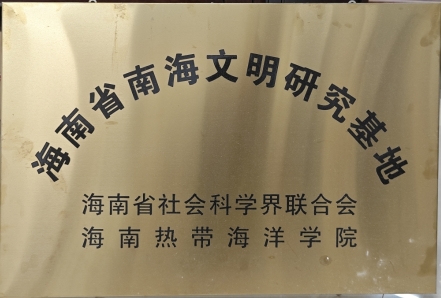 海南省南海文明研究基地
海南省社会科学界联合会
海南热带海洋学院